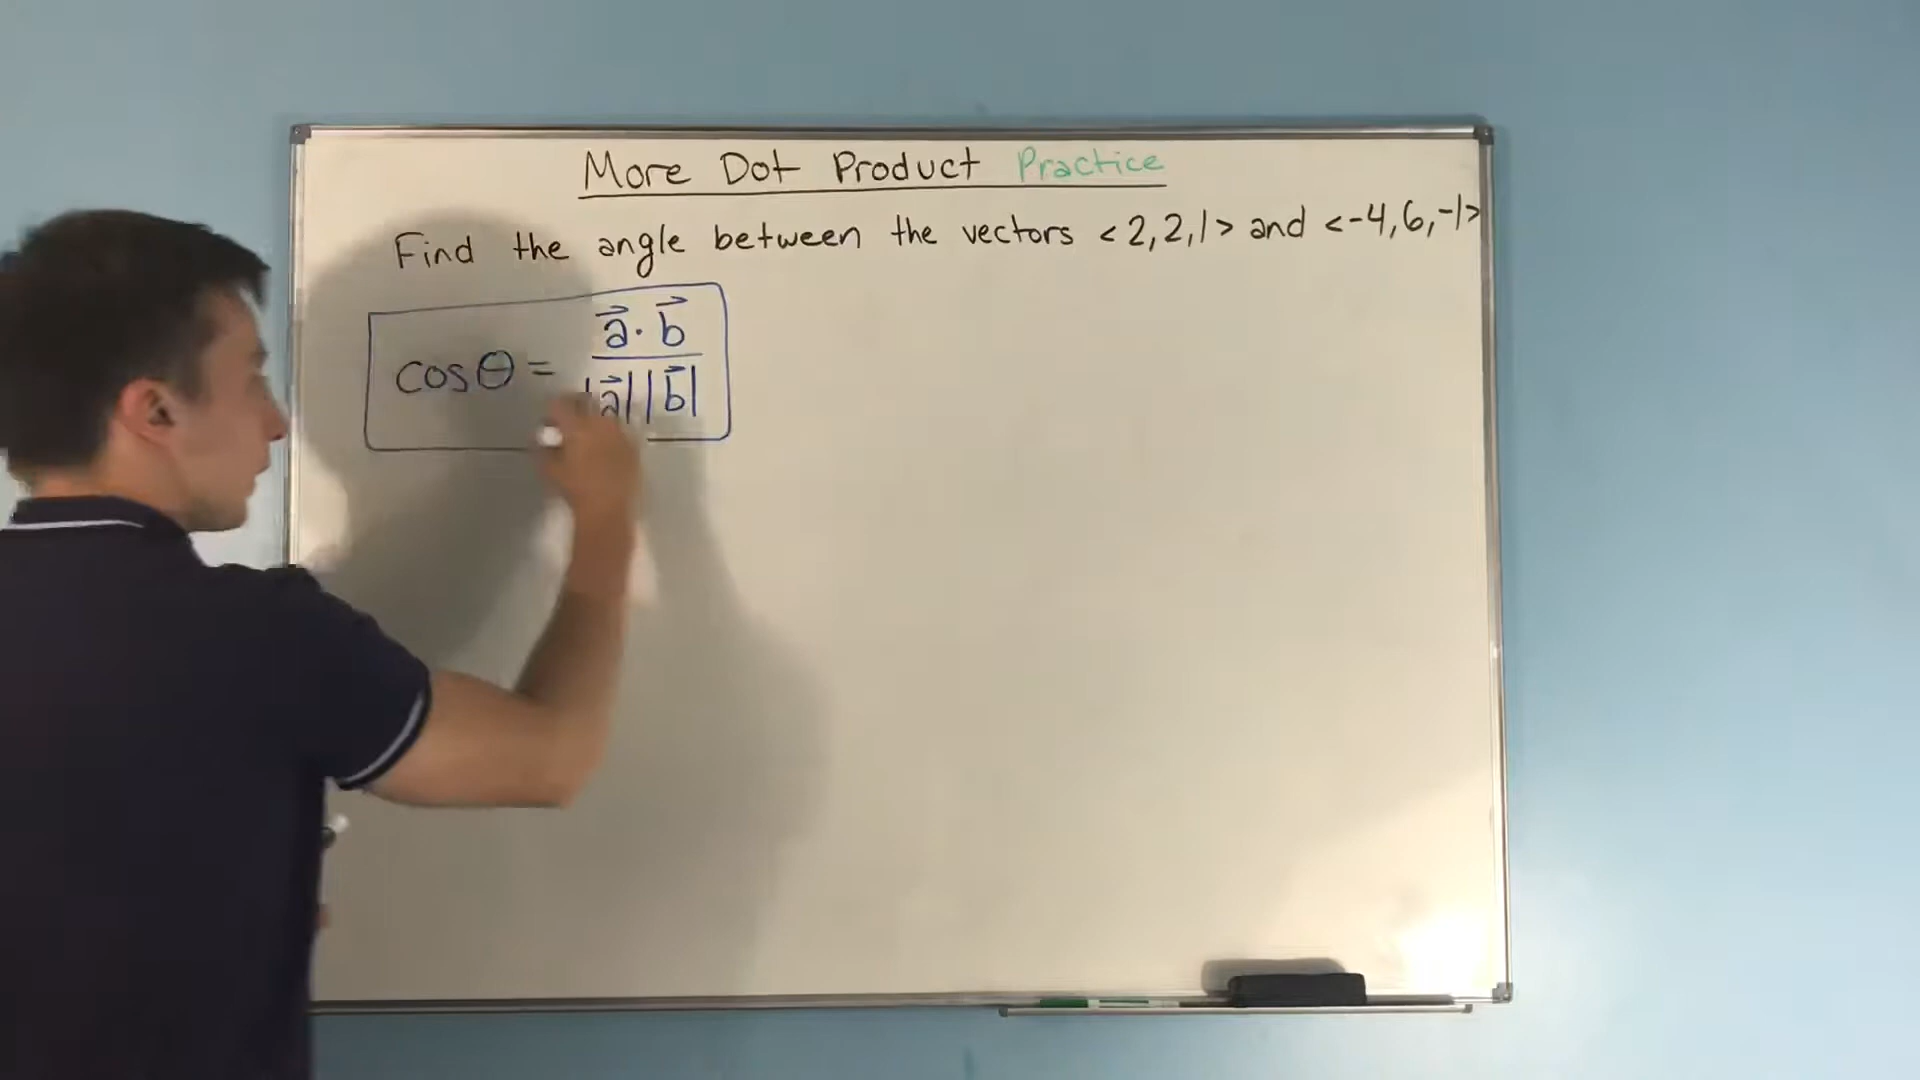 More Dot Product Practice
Find the angle between the vectors <2,2,1> and <-4,6,-1>
cosθ = a⃗ · b⃗ / |a⃗||b⃗|